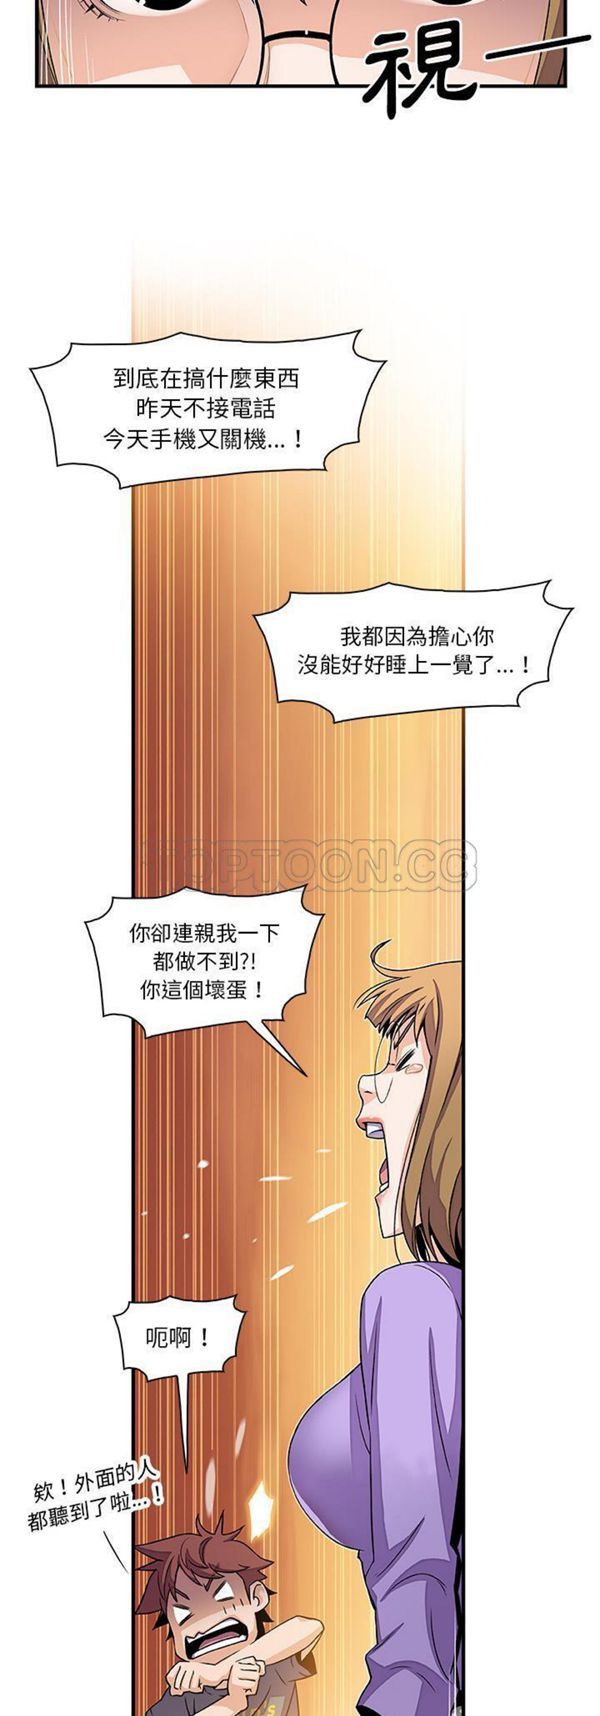 視—
到底在搞什麼東西
昨天不接電話
今天手機又關機...！
我都因為擔心你
沒能好好睡上一覺了...！
TOPTOON.CC
你卻連親我一下
都做不到?!
你這個壞蛋！
呃啊！
欸！外面的人
都聽到了啦...！
S